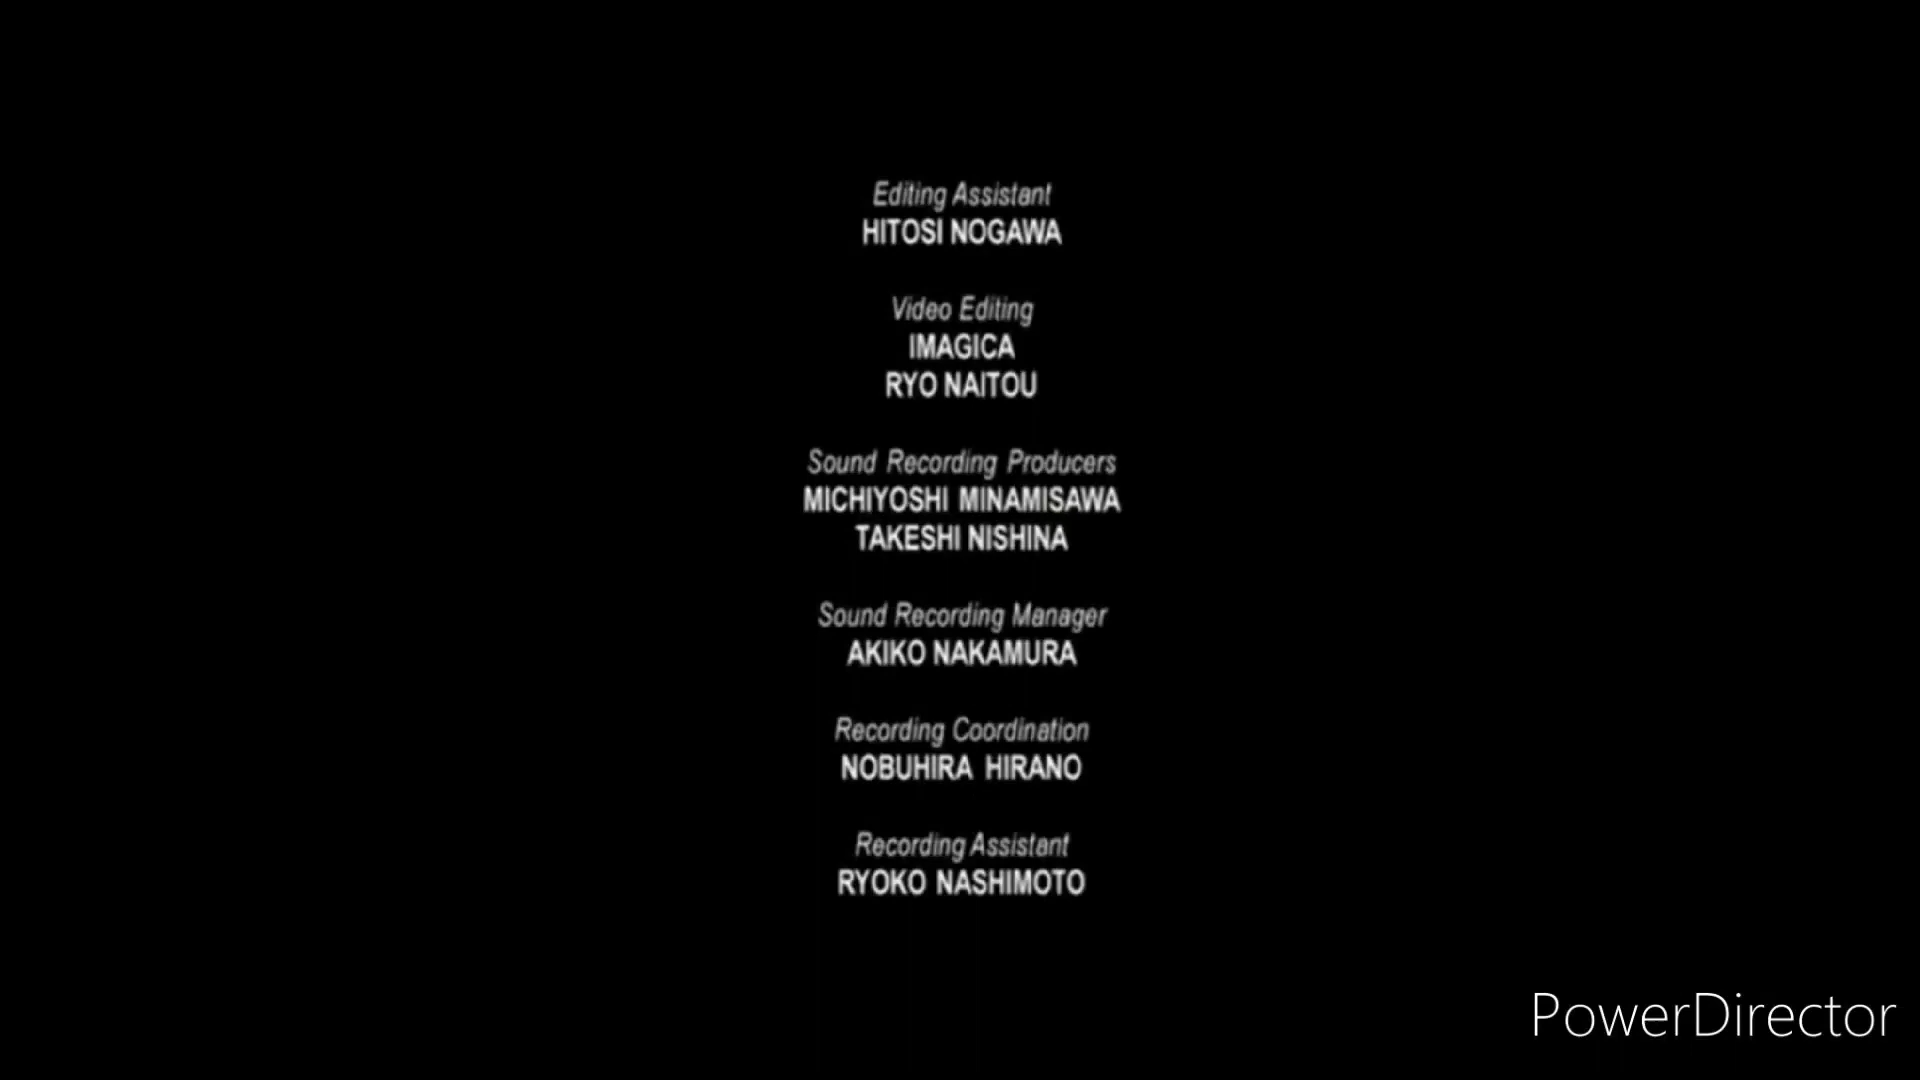 Editing Assistant
HITOSI NOGAWA
Video Editing
IMAGICA
RYO NAITOU
Sound Recording Producers
MICHIYOSHI MINAMISAWA
TAKESHI NISHINA
Sound Recording Manager
AKIKO NAKAMURA
Recording Coordination
NOBUHIRA HIRANO
Recording Assistant
RYOKO NASHIMOTO
PowerDirector